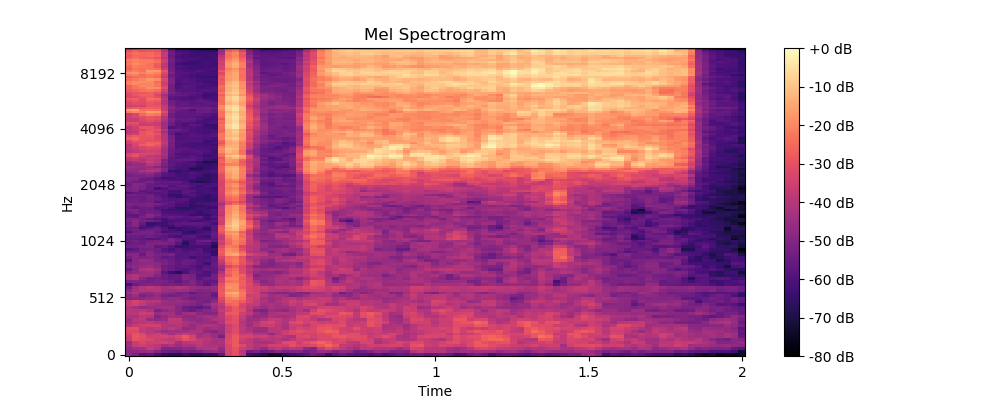 Mel Spectrogram
Hz
8192
4096
2048
1024
512
0
0 0.5 1 1.5 2
Time
+0 dB
-10 dB
-20 dB
-30 dB
-40 dB
-50 dB
-60 dB
-70 dB
-80 dB